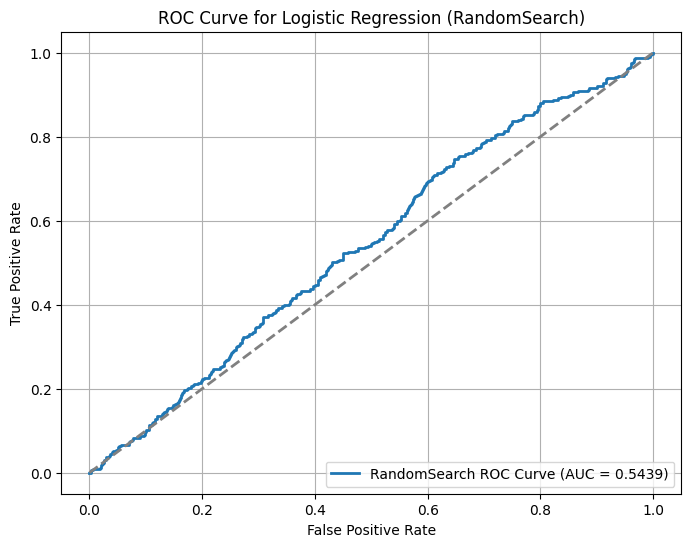 ROC Curve for Logistic Regression (RandomSearch)
True Positive Rate
1.0
0.8
0.6
0.4
0.2
0.0
RandomSearch ROC Curve (AUC = 0.5439)
0.0 0.2 0.4 0.6 0.8 1.0
False Positive Rate